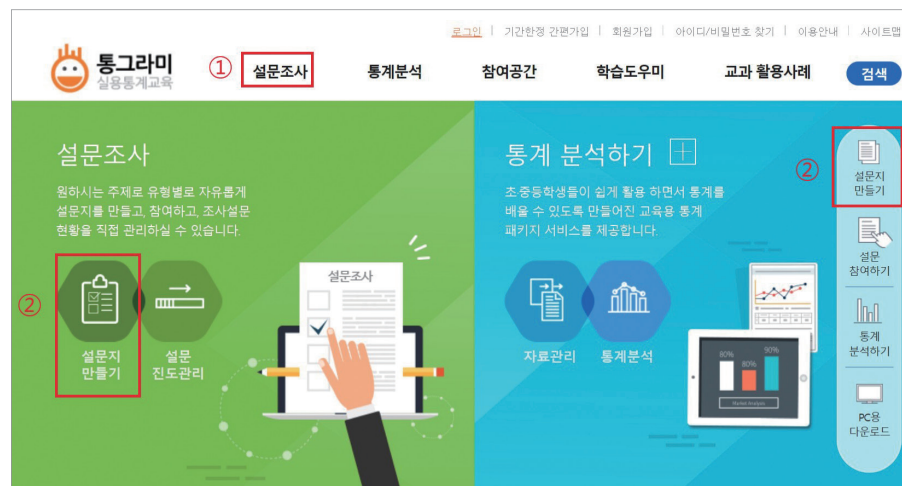 로그인 | 기간한정 간편가입 | 회원가입 | 아이디/비밀번호 찾기 | 이용안내 | 사이트맵
통그라미
실용통계교육
① 설문조사 통계분석 참여공간 학습도우미 교과 활용사례 검색
설문조사
원하시는 주제로 유형별로 자유롭게
설문지를 만들고, 참여하고, 조사설문
현황을 직접 관리하실 수 있습니다.
②
설문지
만들기
설문
진도관리
설문조사
통계 분석하기
초·중등학생들이 쉽게 활용 하면서 통계를
배울 수 있도록 만들어진 교육용 통계
패키지 서비스를 제공합니다.
자료관리
통계분석
80%
80%
90%
Market Analysis
②
설문지
만들기
설문
참여하기
통계
분석하기
PC용
다운로드